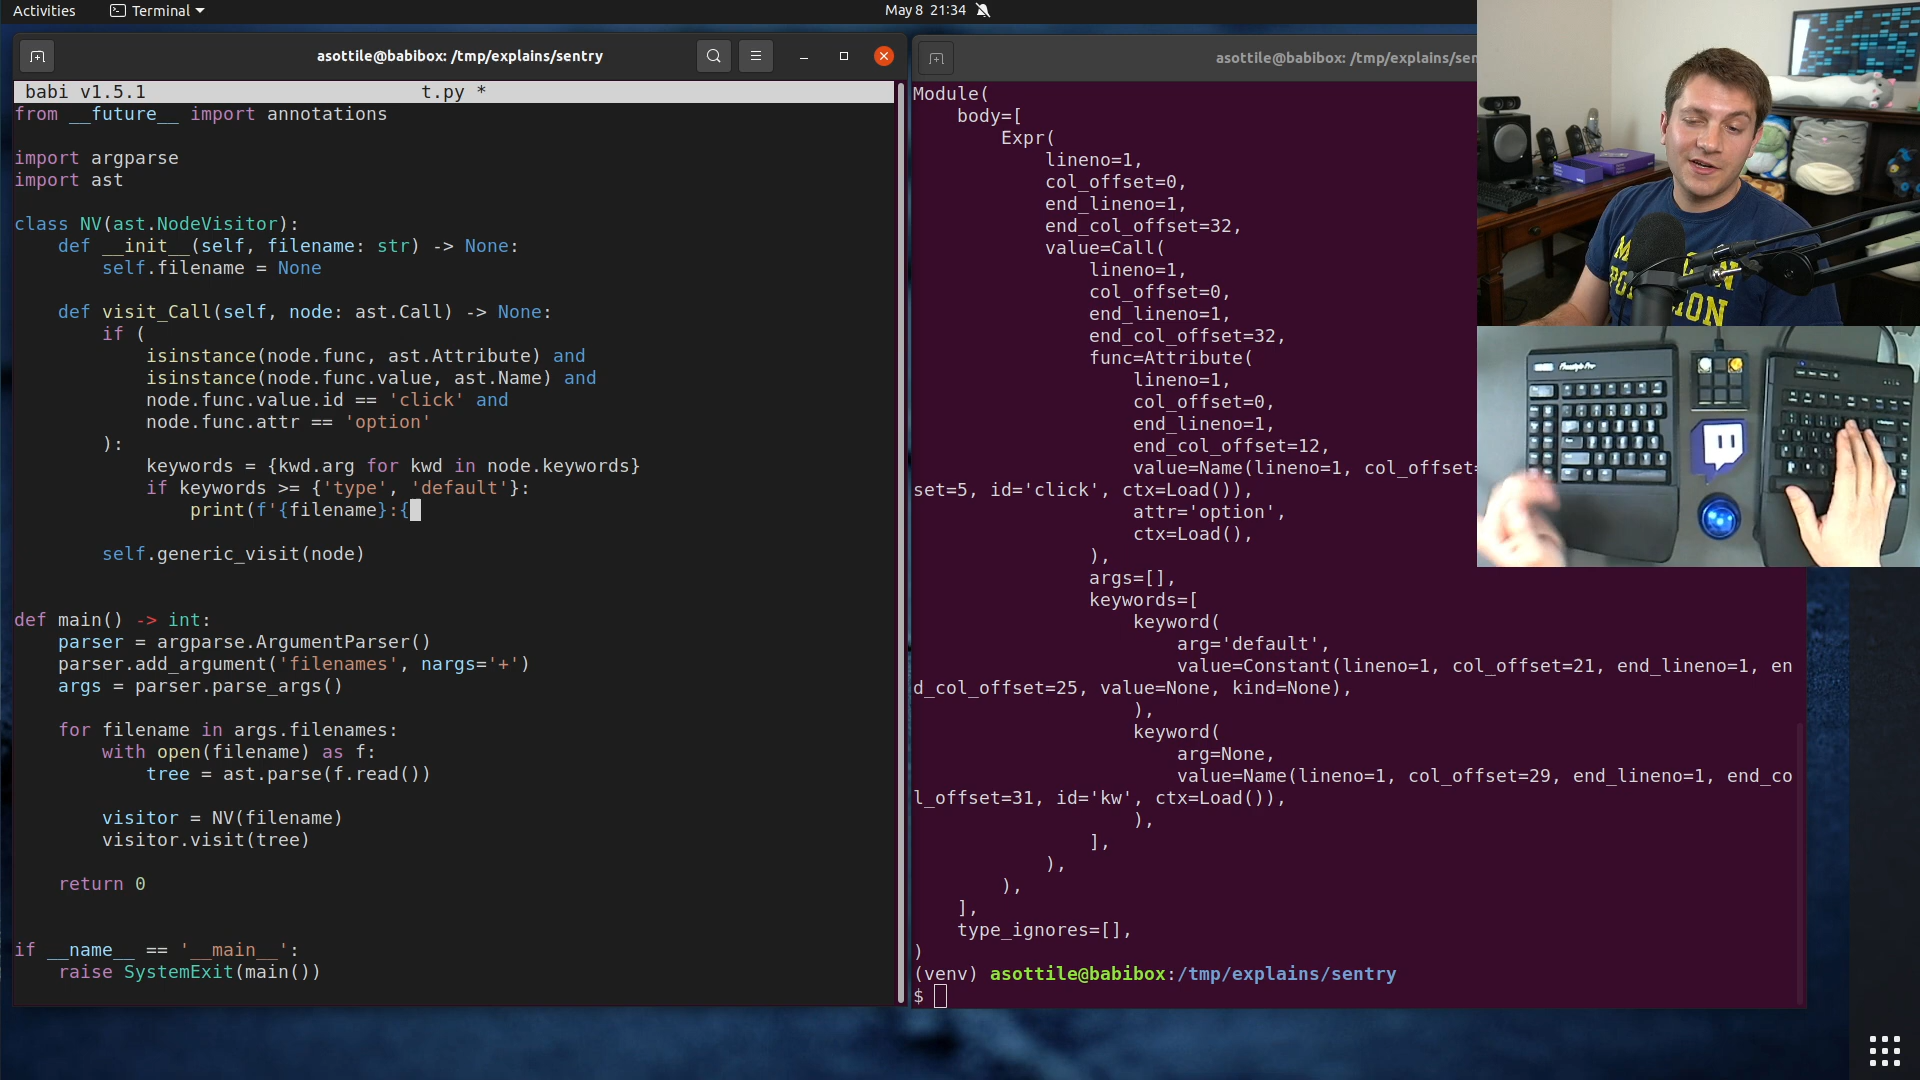 Activities
Terminal
May 8 21:34
asottile@babibox: /tmp/explains/sentry
babi v1.5.1 t.py *
from __future__ import annotations
import argparse
import ast
class NV(ast.NodeVisitor):
    def __init__(self, filename: str) -> None:
        self.filename = None
    def visit_Call(self, node: ast.Call) -> None:
        if (
            isinstance(node.func, ast.Attribute) and
            isinstance(node.func.value, ast.Name) and
            node.func.value.id == 'click' and
            node.func.attr == 'option'
        ):
            keywords = {kwd.arg for kwd in node.keywords}
            if keywords >= {'type', 'default'}:
                print(f'{filename}:{
        self.generic_visit(node)
def main() -> int:
    parser = argparse.ArgumentParser()
    parser.add_argument('filenames', nargs='+')
    args = parser.parse_args()
    for filename in args.filenames:
        with open(filename) as f:
            tree = ast.parse(f.read())
        visitor = NV(filename)
        visitor.visit(tree)
    return 0
if __name__ == '__main__':
    raise SystemExit(main())
asottile@babibox: /tmp/explains/sen
Module(
    body=[
        Expr(
            lineno=1,
            col_offset=0,
            end_lineno=1,
            end_col_offset=32,
            value=Call(
                lineno=1,
                col_offset=0,
                end_lineno=1,
                end_col_offset=32,
                func=Attribute(
                    lineno=1,
                    col_offset=0,
                    end_lineno=1,
                    end_col_offset=12,
                    value=Name(lineno=1, col_offset=
set=5, id='click', ctx=Load()),
                    attr='option',
                    ctx=Load(),
                ),
                args=[],
                keywords=[
                    keyword(
                        arg='default',
                        value=Constant(lineno=1, col_offset=21, end_lineno=1, en
d_col_offset=25, value=None, kind=None),
                    ),
                    keyword(
                        arg=None,
                        value=Name(lineno=1, col_offset=29, end_lineno=1, end_co
l_offset=31, id='kw', ctx=Load()),
                    ),
                ],
            ),
        ),
    ],
    type_ignores=[],
)
(venv) asottile@babibox:/tmp/explains/sentry
$